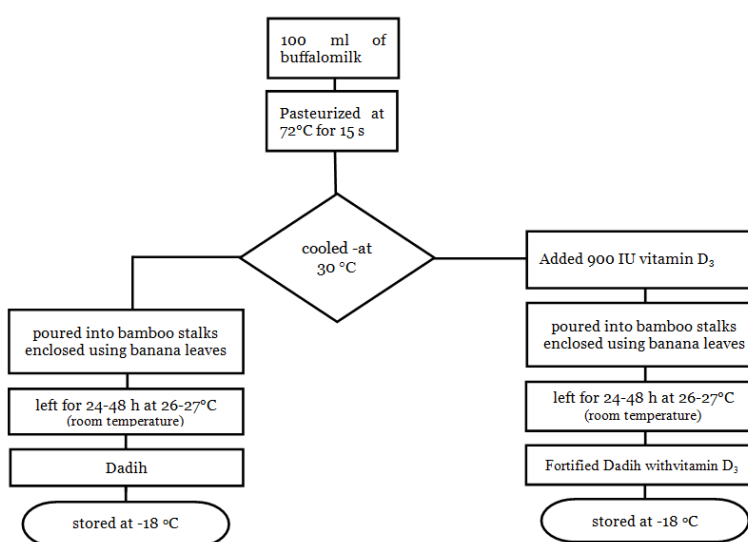 100 ml of
buffalomilk
Pasteurized at
72°C for 15 s
cooled -at
30 °C
poured into bamboo stalks
enclosed using banana leaves
left for 24-48 h at 26-27°C
(room temperature)
Dadih
stored at -18 °C
Added 900 IU vitamin D₃
poured into bamboo stalks
enclosed using banana leaves
left for 24-48 h at 26-27°C
(room temperature)
Fortified Dadih withvitamin D₃
stored at -18 °C